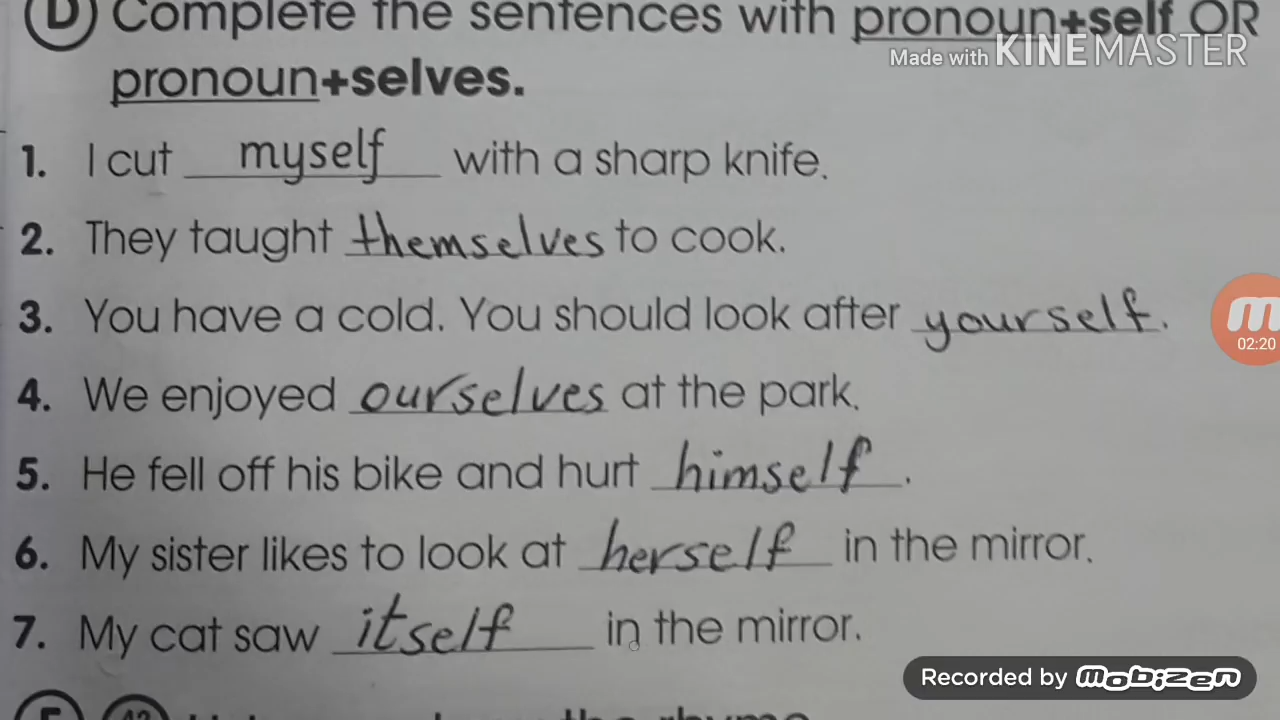 D Complete the sentences with pronoun+self OR
Made with KINEMASTER
pronoun+selves.
1. I cut myself with a sharp knife.
2. They taught themselves to cook.
3. You have a cold. You should look after yourself.
02:20
4. We enjoyed ourselves at the park.
5. He fell off his bike and hurt himself.
6. My sister likes to look at herself in the mirror.
7. My cat saw itself in the mirror.
Recorded by mobizen
the rhyme